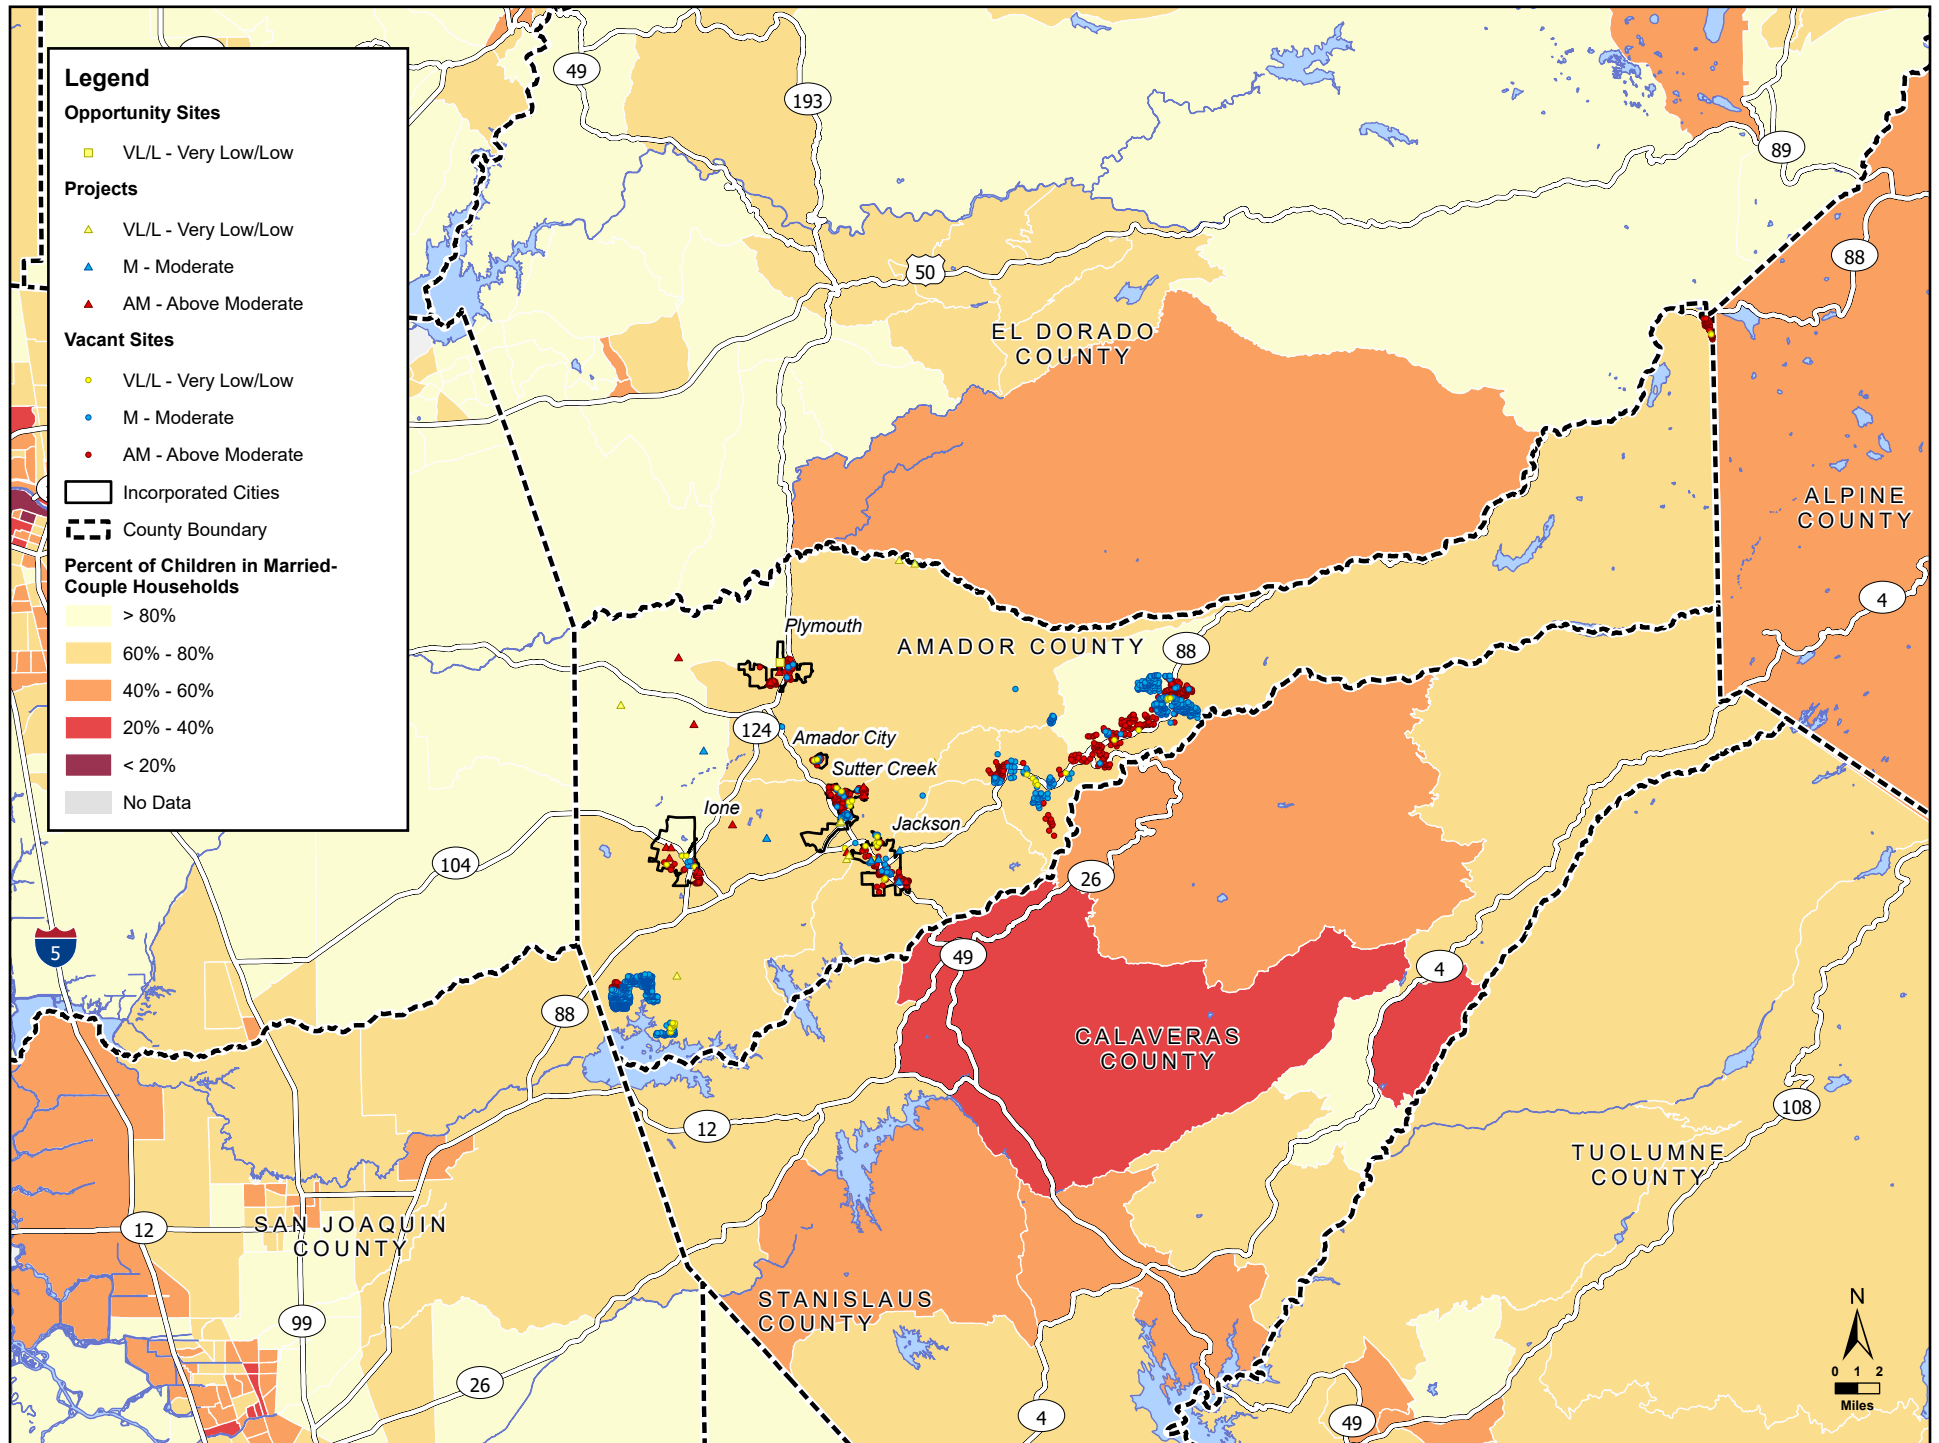 Legend
Opportunity Sites
VL/L - Very Low/Low
Projects
VL/L - Very Low/Low
M - Moderate
AM - Above Moderate
Vacant Sites
VL/L - Very Low/Low
M - Moderate
AM - Above Moderate
Incorporated Cities
County Boundary
Percent of Children in Married-
Couple Households
> 80%
60% - 80%
40% - 60%
20% - 40%
< 20%
No Data
49
193
89
88
50
EL DORADO
COUNTY
ALPINE
COUNTY
4
Plymouth
AMADOR COUNTY
88
124
Amador City
Sutter Creek
Ione
Jackson
104
26
5
49
4
88
CALAVERAS
COUNTY
12
108
TUOLUMNE
COUNTY
12
SAN JOAQUIN
COUNTY
STANISLAUS
COUNTY
99
26
4
49
N
0 1 2
Miles